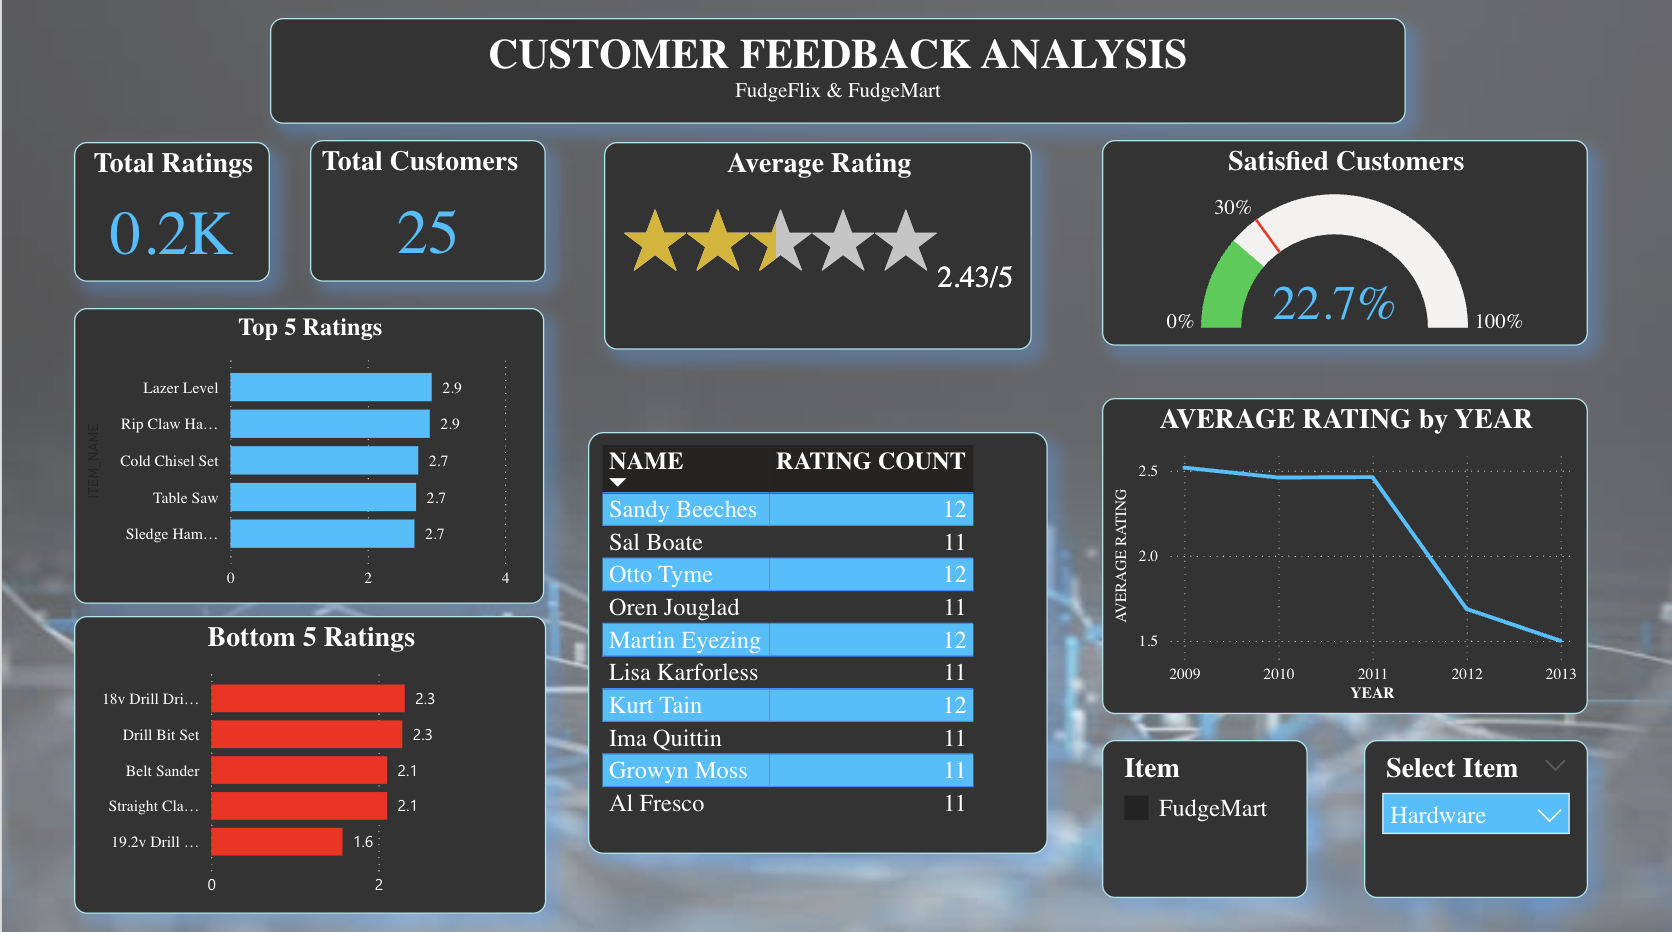 CUSTOMER FEEDBACK ANALYSIS
FudgeFlix & FudgeMart
Total Ratings
0.2K
Total Customers
25
Average Rating
2.43/5
Satisfied Customers
30%
0%
22.7%
100%
Top 5 Ratings
ITEM_NAME
Lazer Level 2.9
Rip Claw Ha… 2.9
Cold Chisel Set 2.7
Table Saw 2.7
Sledge Ham… 2.7
0 2 4
Bottom 5 Ratings
18v Drill Dri… 2.3
Drill Bit Set 2.3
Belt Sander 2.1
Straight Cla… 2.1
19.2v Drill … 1.6
0 2
NAME RATING COUNT
Sandy Beeches 12
Sal Boate 11
Otto Tyme 12
Oren Jouglad 11
Martin Eyezing 12
Lisa Karforless 11
Kurt Tain 12
Ima Quittin 11
Growyn Moss 11
Al Fresco 11
AVERAGE RATING by YEAR
AVERAGE RATING
2.5
2.0
1.5
2009 2010 2011 2012 2013
YEAR
Item
FudgeMart
Select Item
Hardware